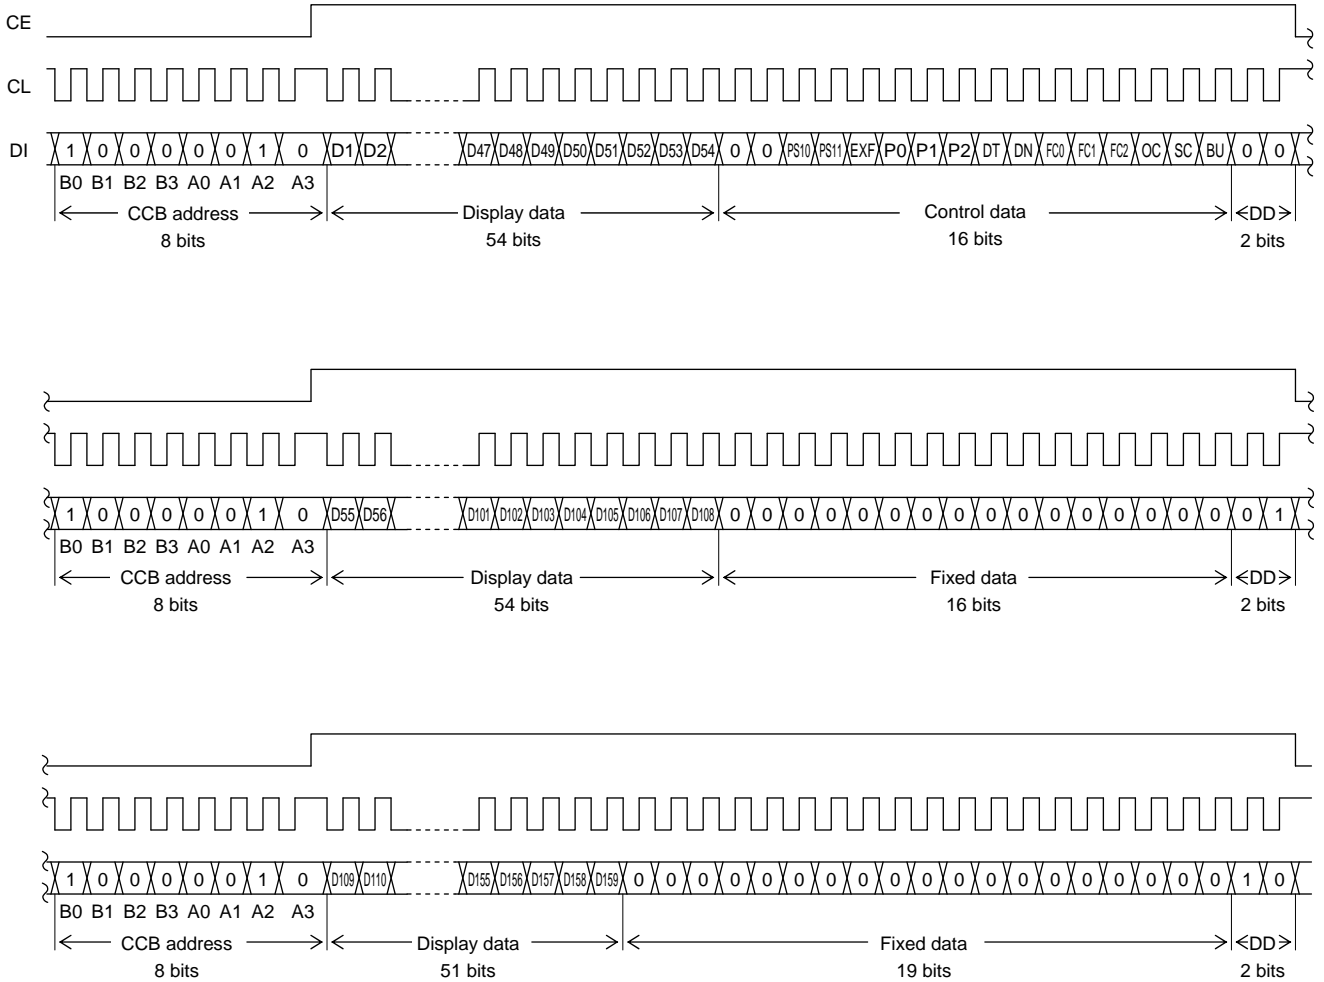 CE
CL
DI 1 0 0 0 0 0 1 0 D1 D2 D47 D48 D49 D50 D51 D52 D53 D54 0 0 PS10 PS11 EXF P0 P1 P2 DT DN FC0 FC1 FC2 OC SC BU 0 0
B0 B1 B2 B3 A0 A1 A2 A3
CCB address Display data Control data DD
8 bits 54 bits 16 bits 2 bits
1 0 0 0 0 0 1 0 D55 D56 D101 D102 D103 D104 D105 D106 D107 D108 0 0 0 0 0 0 0 0 0 0 0 0 0 0 0 0 0 1
B0 B1 B2 B3 A0 A1 A2 A3
CCB address Display data Fixed data DD
8 bits 54 bits 16 bits 2 bits
1 0 0 0 0 0 1 0 D109 D110 D155 D156 D157 D158 D159 0 0 0 0 0 0 0 0 0 0 0 0 0 0 0 0 0 0 0 1 0
B0 B1 B2 B3 A0 A1 A2 A3
CCB address Display data Fixed data DD
8 bits 51 bits 19 bits 2 bits